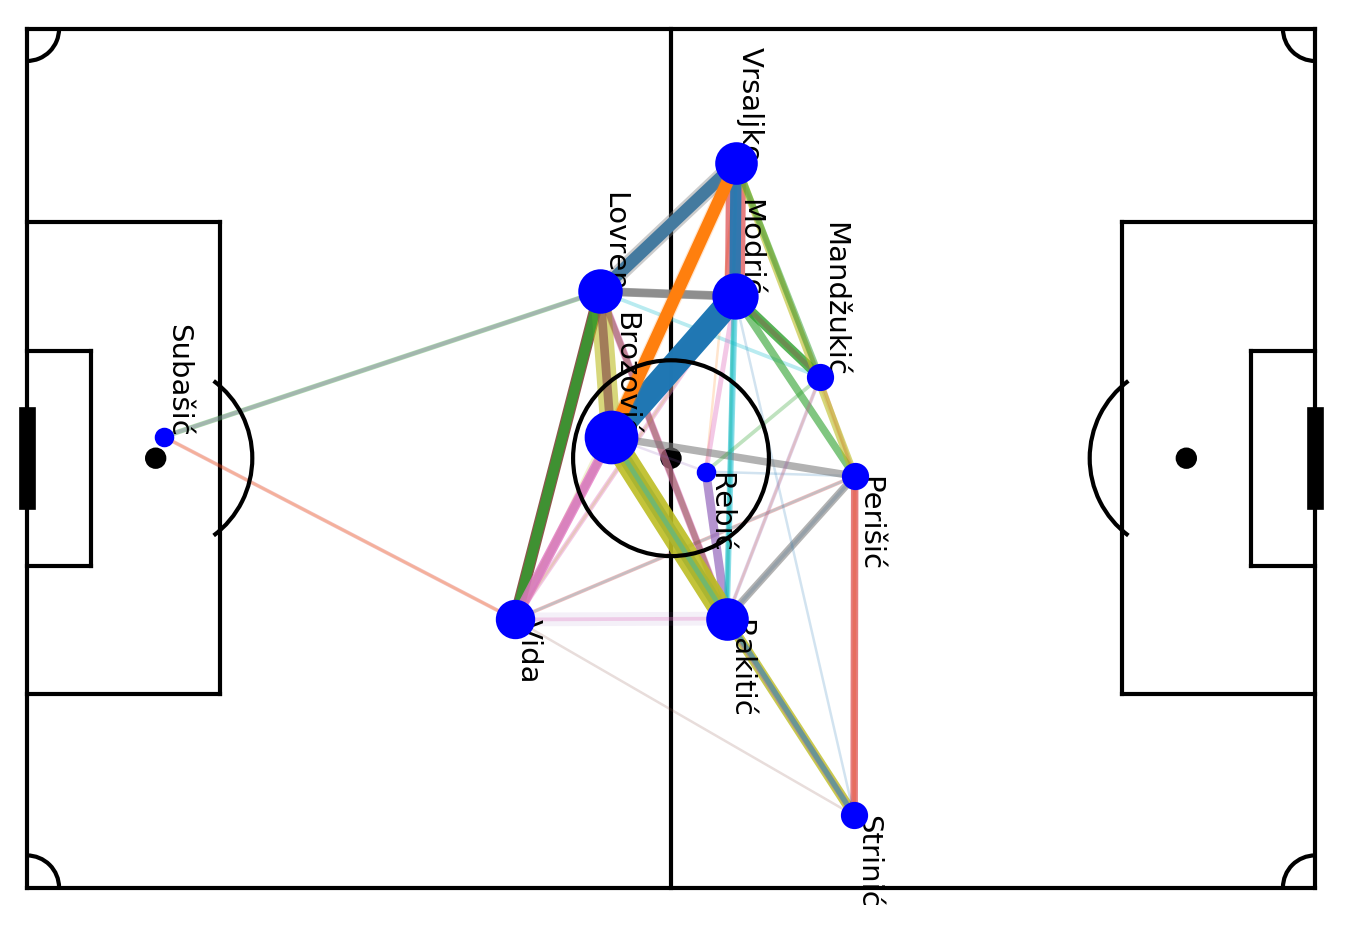 Vrsaljko
Modrić
Lovren
Mandžukić
Brozović
Subašić
Rebić
Perišić
Vida
Rakitić
Strinić